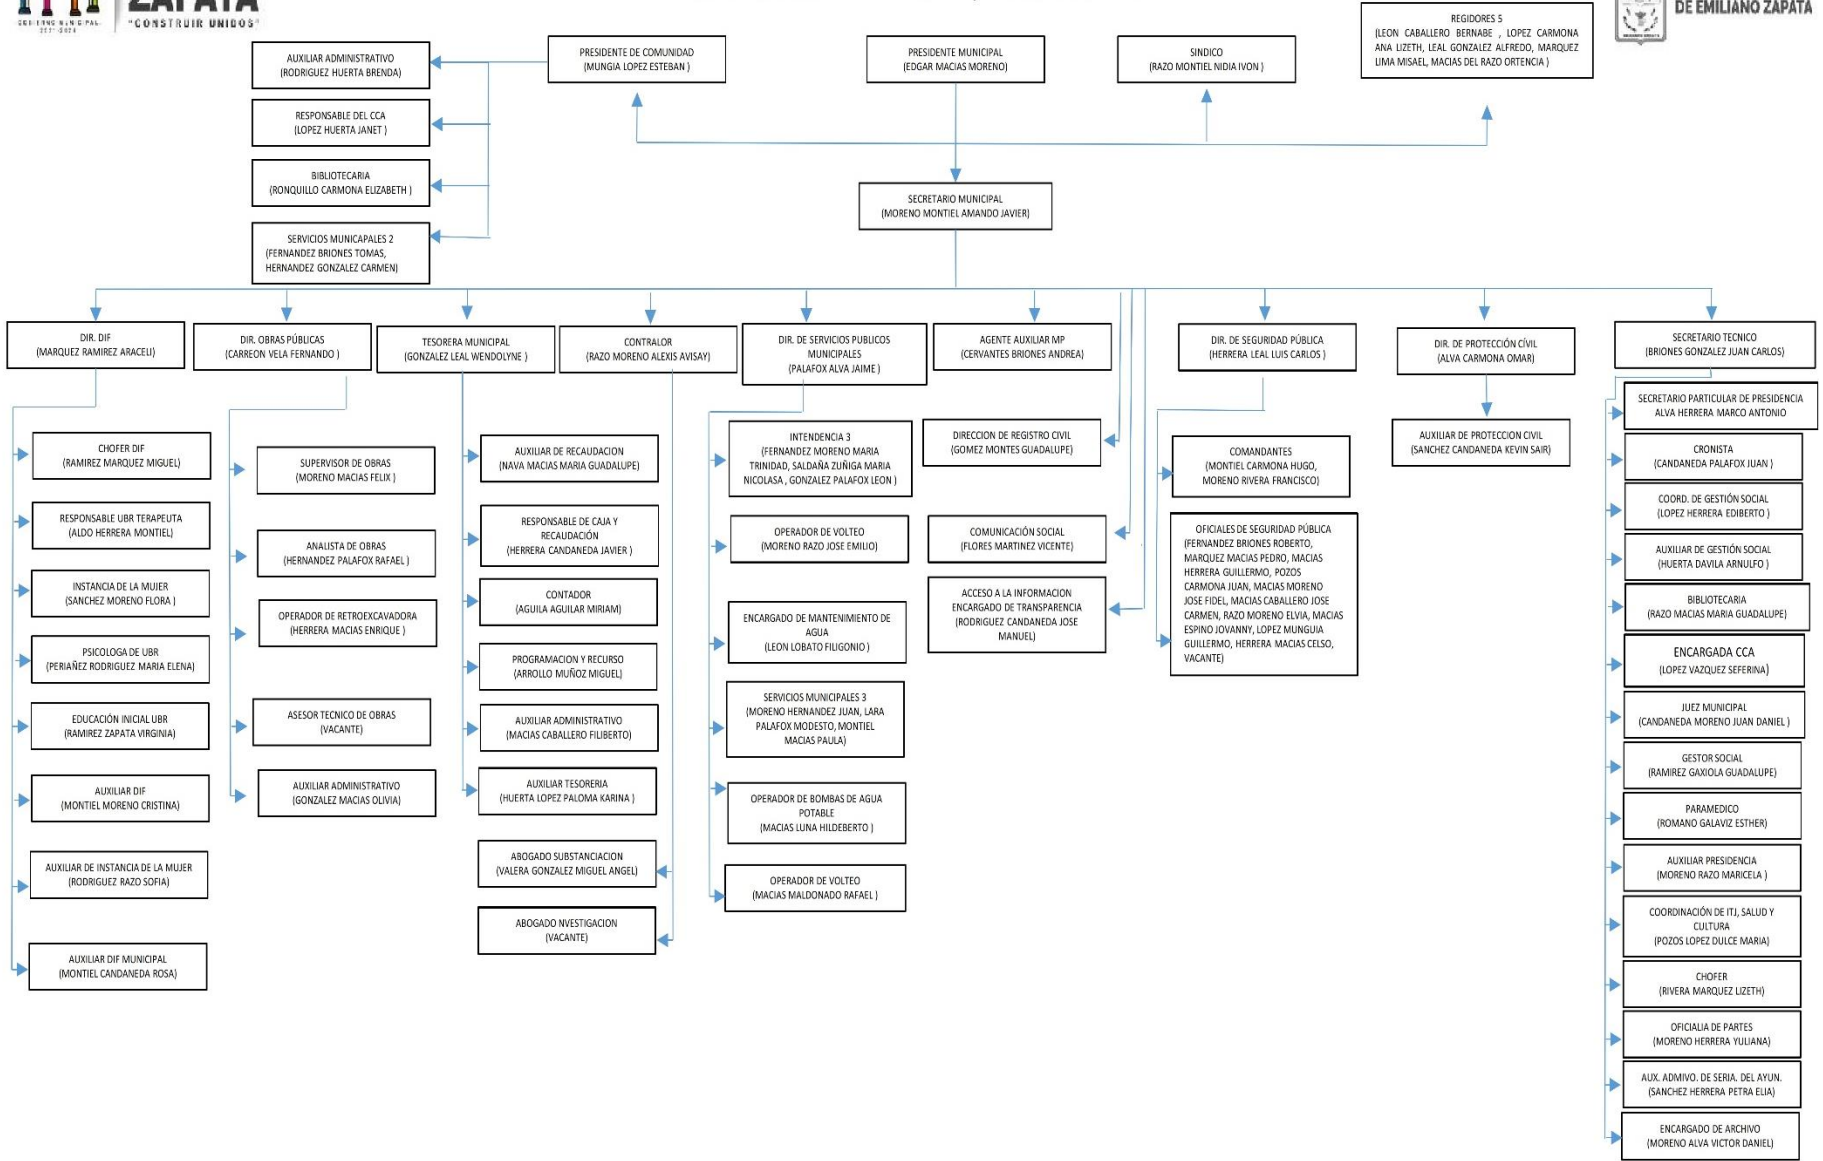 ZAPATA
"CONSTRUIR UNIDOS"
GOBIERNO MUNICIPAL
2021-2024
DE EMILIANO ZAPATA
REGIDORES 5
(LEON CABALLERO BERNABE , LOPEZ CARMONA
ANA LIZETH, LEAL GONZALEZ ALFREDO, MARQUEZ
LIMA MISAEL, MACIAS DEL RAZO ORTENCIA )
AUXILIAR ADMINISTRATIVO
(RODRIGUEZ HUERTA BRENDA)
PRESIDENTE DE COMUNIDAD
(MUNGIA LOPEZ ESTEBAN )
PRESIDENTE MUNICIPAL
(EDGAR MACIAS MORENO)
SINDICO
(RAZO MONTIEL NIDIA IVON )
RESPONSABLE DEL CCA
(LOPEZ HUERTA JANET )
BIBLIOTECARIA
(RONQUILLO CARMONA ELIZABETH )
SECRETARIO MUNICIPAL
(MORENO MONTIEL AMANDO JAVIER)
SERVICIOS MUNICAPALES 2
(FERNANDEZ BRIONES TOMAS,
HERNANDEZ GONZALEZ CARMEN)
DIR. DIF
(MARQUEZ RAMIREZ ARACELI)
DIR. OBRAS PÚBLICAS
(CARREON VELA FERNANDO )
TESORERA MUNICIPAL
(GONZALEZ LEAL WENDOLYNE )
CONTRALOR
(RAZO MORENO ALEXIS AVISAY)
DIR. DE SERVICIOS PUBLICOS
MUNICIPALES
(PALAFOX ALVA JAIME )
AGENTE AUXILIAR MP
(CERVANTES BRIONES ANDREA)
DIR. DE SEGURIDAD PÚBLICA
(HERRERA LEAL LUIS CARLOS )
DIR. DE PROTECCIÓN CÍVIL
(ALVA CARMONA OMAR)
SECRETARIO TECNICO
(BRIONES GONZALEZ JUAN CARLOS)
CHOFER DIF
(RAMIREZ MARQUEZ MIGUEL)
RESPONSABLE UBR TERAPEUTA
(ALDO HERRERA MONTIEL)
INSTANCIA DE LA MUJER
(SANCHEZ MORENO FLORA )
PSICOLOGA DE UBR
(PERIAÑEZ RODRIGUEZ MARIA ELENA)
EDUCACIÓN INICIAL UBR
(RAMIREZ ZAPATA VIRGINIA)
AUXILIAR DIF
(MONTIEL MORENO CRISTINA)
AUXILIAR DE INSTANCIA DE LA MUJER
(RODRIGUEZ RAZO SOFIA)
AUXILIAR DIF MUNICIPAL
(MONTIEL CANDANEDA ROSA)
SUPERVISOR DE OBRAS
(MORENO MACIAS FELIX )
ANALISTA DE OBRAS
(HERNANDEZ PALAFOX RAFAEL )
OPERADOR DE RETROEXCAVADORA
(HERRERA MACIAS ENRIQUE )
ASESOR TECNICO DE OBRAS
(VACANTE)
AUXILIAR ADMINISTRATIVO
(GONZALEZ MACIAS OLIVIA)
AUXILIAR DE RECAUDACION
(NAVA MACIAS MARIA GUADALUPE)
RESPONSABLE DE CAJA Y
RECAUDACIÓN
(HERRERA CANDANEDA JAVIER )
CONTADOR
(AGUILA AGUILAR MIRIAM)
PROGRAMACION Y RECURSO
(ARROLLO MUÑOZ MIGUEL)
AUXILIAR ADMINISTRATIVO
(MACIAS CABALLERO FILIBERTO)
AUXILIAR TESORERIA
(HUERTA LOPEZ PALOMA KARINA )
ABOGADO SUBSTANCIACION
(VALERA GONZALEZ MIGUEL ANGEL)
ABOGADO NVESTIGACION
(VACANTE)
INTENDENCIA 3
(FERNANDEZ MORENO MARIA
TRINIDAD, SALDAÑA ZUÑIGA MARIA
NICOLASA , GONZALEZ PALAFOX LEON )
OPERADOR DE VOLTEO
(MORENO RAZO JOSE EMILIO)
ENCARGADO DE MANTENIMIENTO DE
AGUA
(LEON LOBATO FILIGONIO )
SERVICIOS MUNICIPALES 3
(MORENO HERNANDEZ JUAN, LARA
PALAFOX MODESTO, MONTIEL
MACIAS PAULA)
OPERADOR DE BOMBAS DE AGUA
POTABLE
(MACIAS LUNA HILDEBERTO )
OPERADOR DE VOLTEO
(MACIAS MALDONADO RAFAEL )
DIRECCION DE REGISTRO CIVIL
(GOMEZ MONTES GUADALUPE)
COMUNICACIÓN SOCIAL
(FLORES MARTINEZ VICENTE)
ACCESO A LA INFORMACION
ENCARGADO DE TRANSPARENCIA
(RODRIGUEZ CANDANEDA JOSE
MANUEL)
COMANDANTES
(MONTIEL CARMONA HUGO,
MORENO RIVERA FRANCISCO)
OFICIALES DE SEGURIDAD PÚBLICA
(FERNANDEZ BRIONES ROBERTO,
MARQUEZ MACIAS PEDRO, MACIAS
HERRERA GUILLERMO, POZOS
CARMONA JUAN, MACIAS MORENO
JOSE FIDEL, MACIAS CABALLERO JOSE
CARMEN, RAZO MORENO ELVIA, MACIAS
ESPINO JOVANNY, LOPEZ MUNGUIA
GUILLERMO, HERRERA MACIAS CELSO,
VACANTE)
AUXILIAR DE PROTECCION CIVIL
(SANCHEZ CANDANEDA KEVIN SAIR)
SECRETARIO PARTICULAR DE PRESIDENCIA
ALVA HERRERA MARCO ANTONIO
CRONISTA
(CANDANEDA PALAFOX JUAN )
COORD. DE GESTIÓN SOCIAL
(LOPEZ HERRERA EDIBERTO )
AUXILIAR DE GESTIÓN SOCIAL
(HUERTA DAVILA ARNULFO )
BIBLIOTECARIA
(RAZO MACIAS MARIA GUADALUPE)
ENCARGADA CCA
(LOPEZ VAZQUEZ SEFERINA)
JUEZ MUNICIPAL
(CANDANEDA MORENO JUAN DANIEL )
GESTOR SOCIAL
(RAMIREZ GAXIOLA GUADALUPE)
PARAMEDICO
(ROMANO GALAVIZ ESTHER)
AUXILIAR PRESIDENCIA
(MORENO RAZO MARICELA )
COORDINACIÓN DE ITJ, SALUD Y
CULTURA
(POZOS LOPEZ DULCE MARIA)
CHOFER
(RIVERA MARQUEZ LIZETH)
OFICIALIA DE PARTES
(MORENO HERRERA YULIANA)
AUX. ADMIVO. DE SERIA. DEL AYUN.
(SANCHEZ HERRERA PETRA ELIA)
ENCARGADO DE ARCHIVO
(MORENO ALVA VICTOR DANIEL)